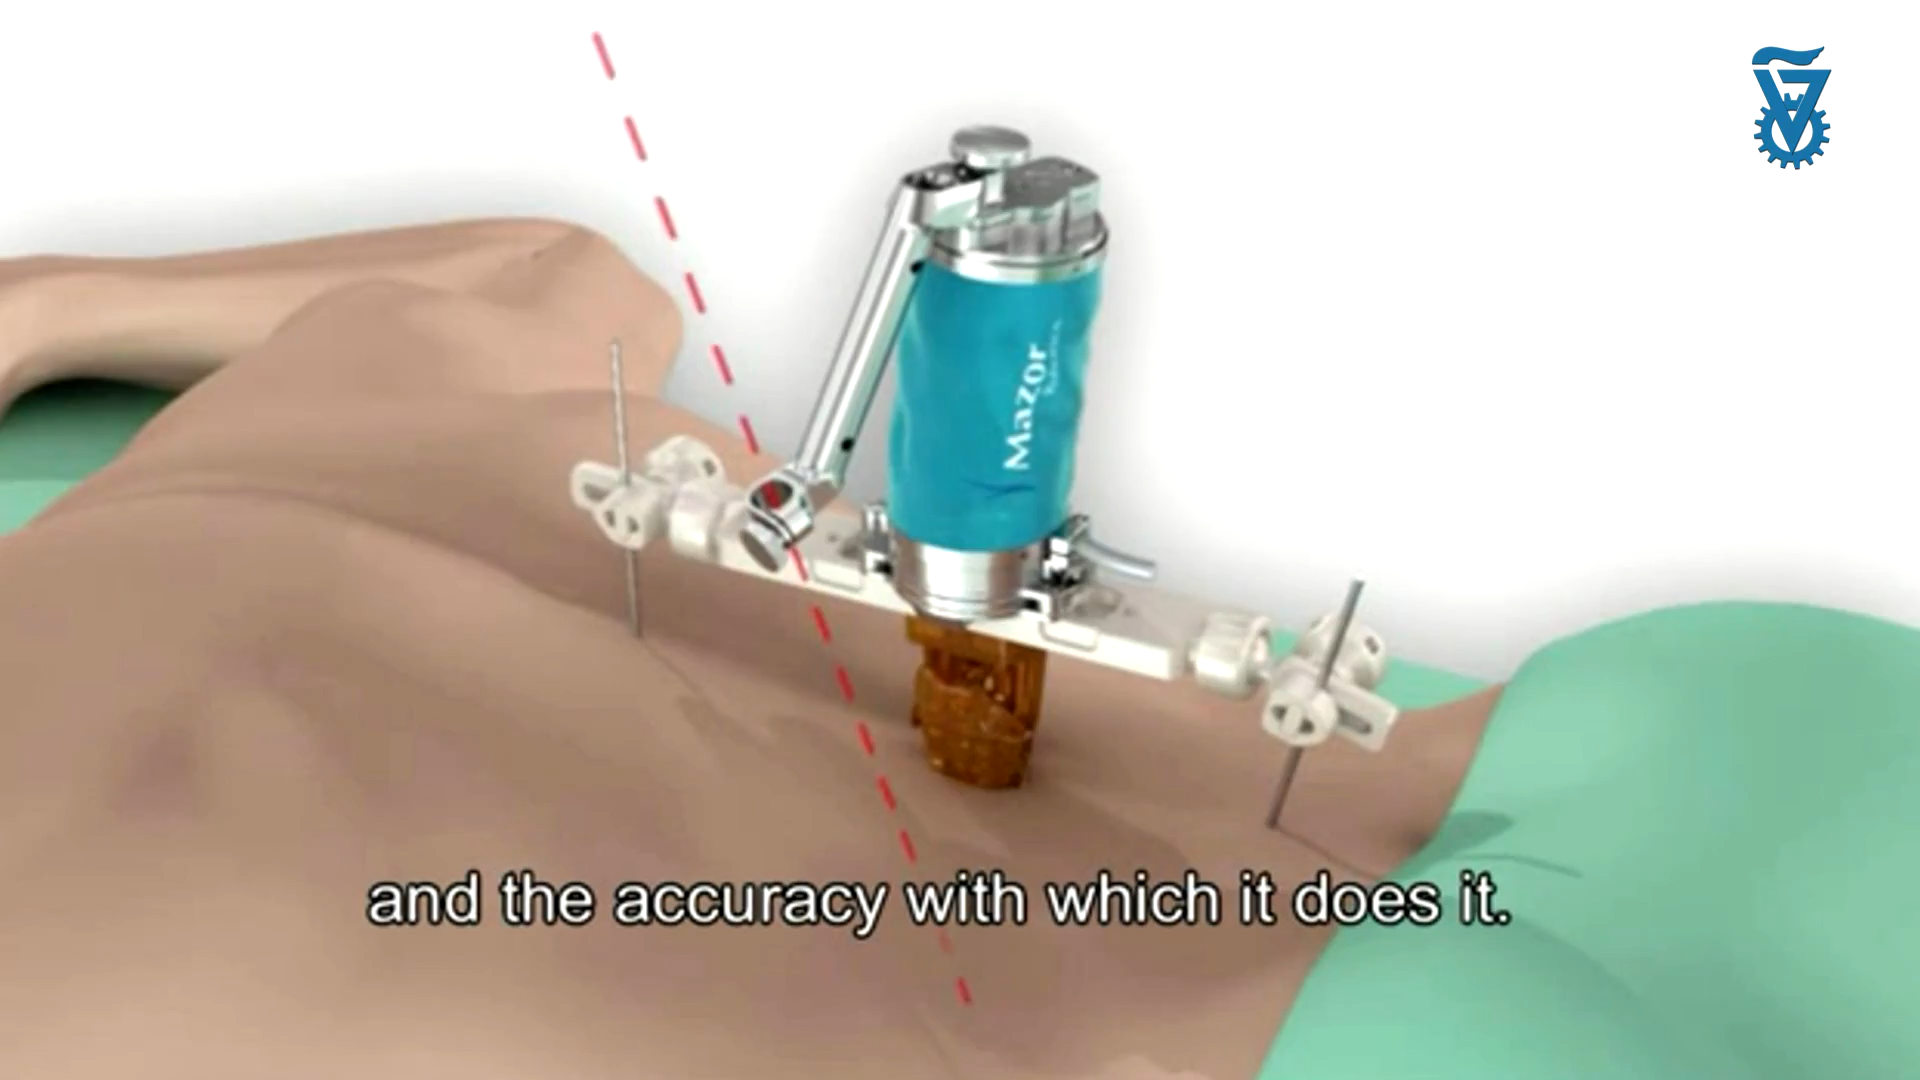 Mazor
and the accuracy with which it does it.